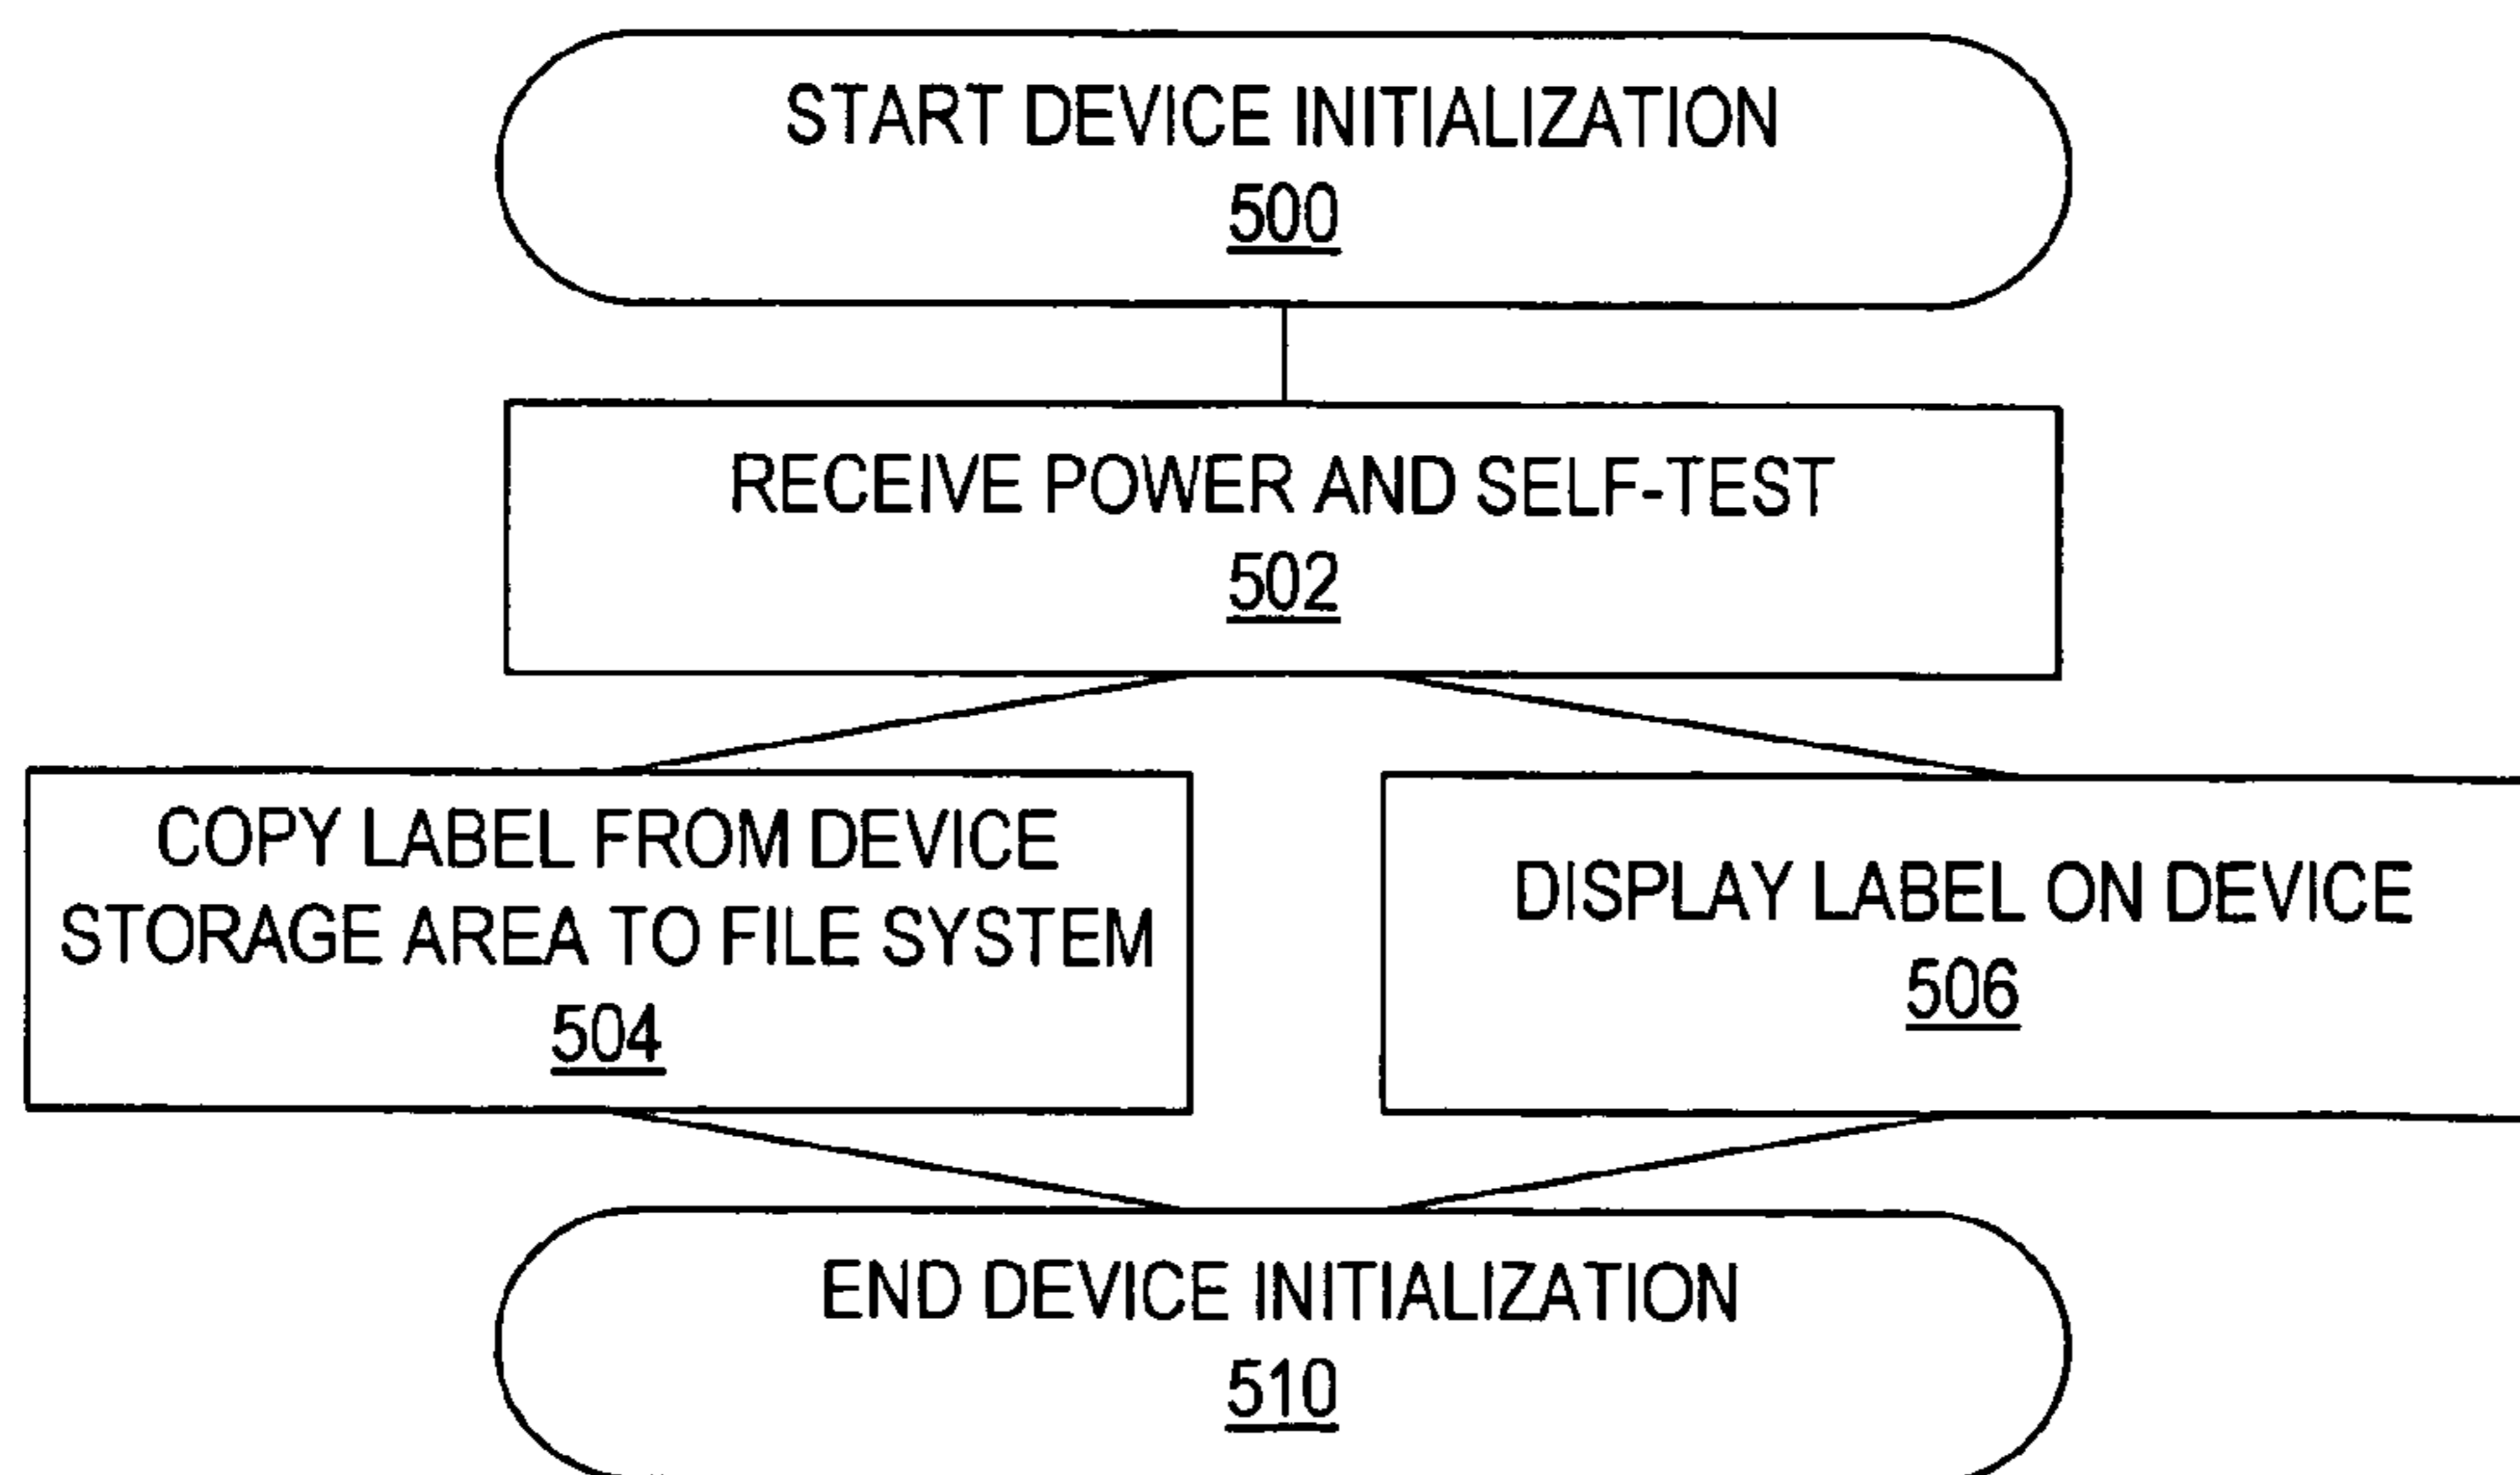 START DEVICE INITIALIZATION
500
RECEIVE POWER AND SELF-TEST
502
COPY LABEL FROM DEVICE
STORAGE AREA TO FILE SYSTEM
504
DISPLAY LABEL ON DEVICE
506
END DEVICE INITIALIZATION
510